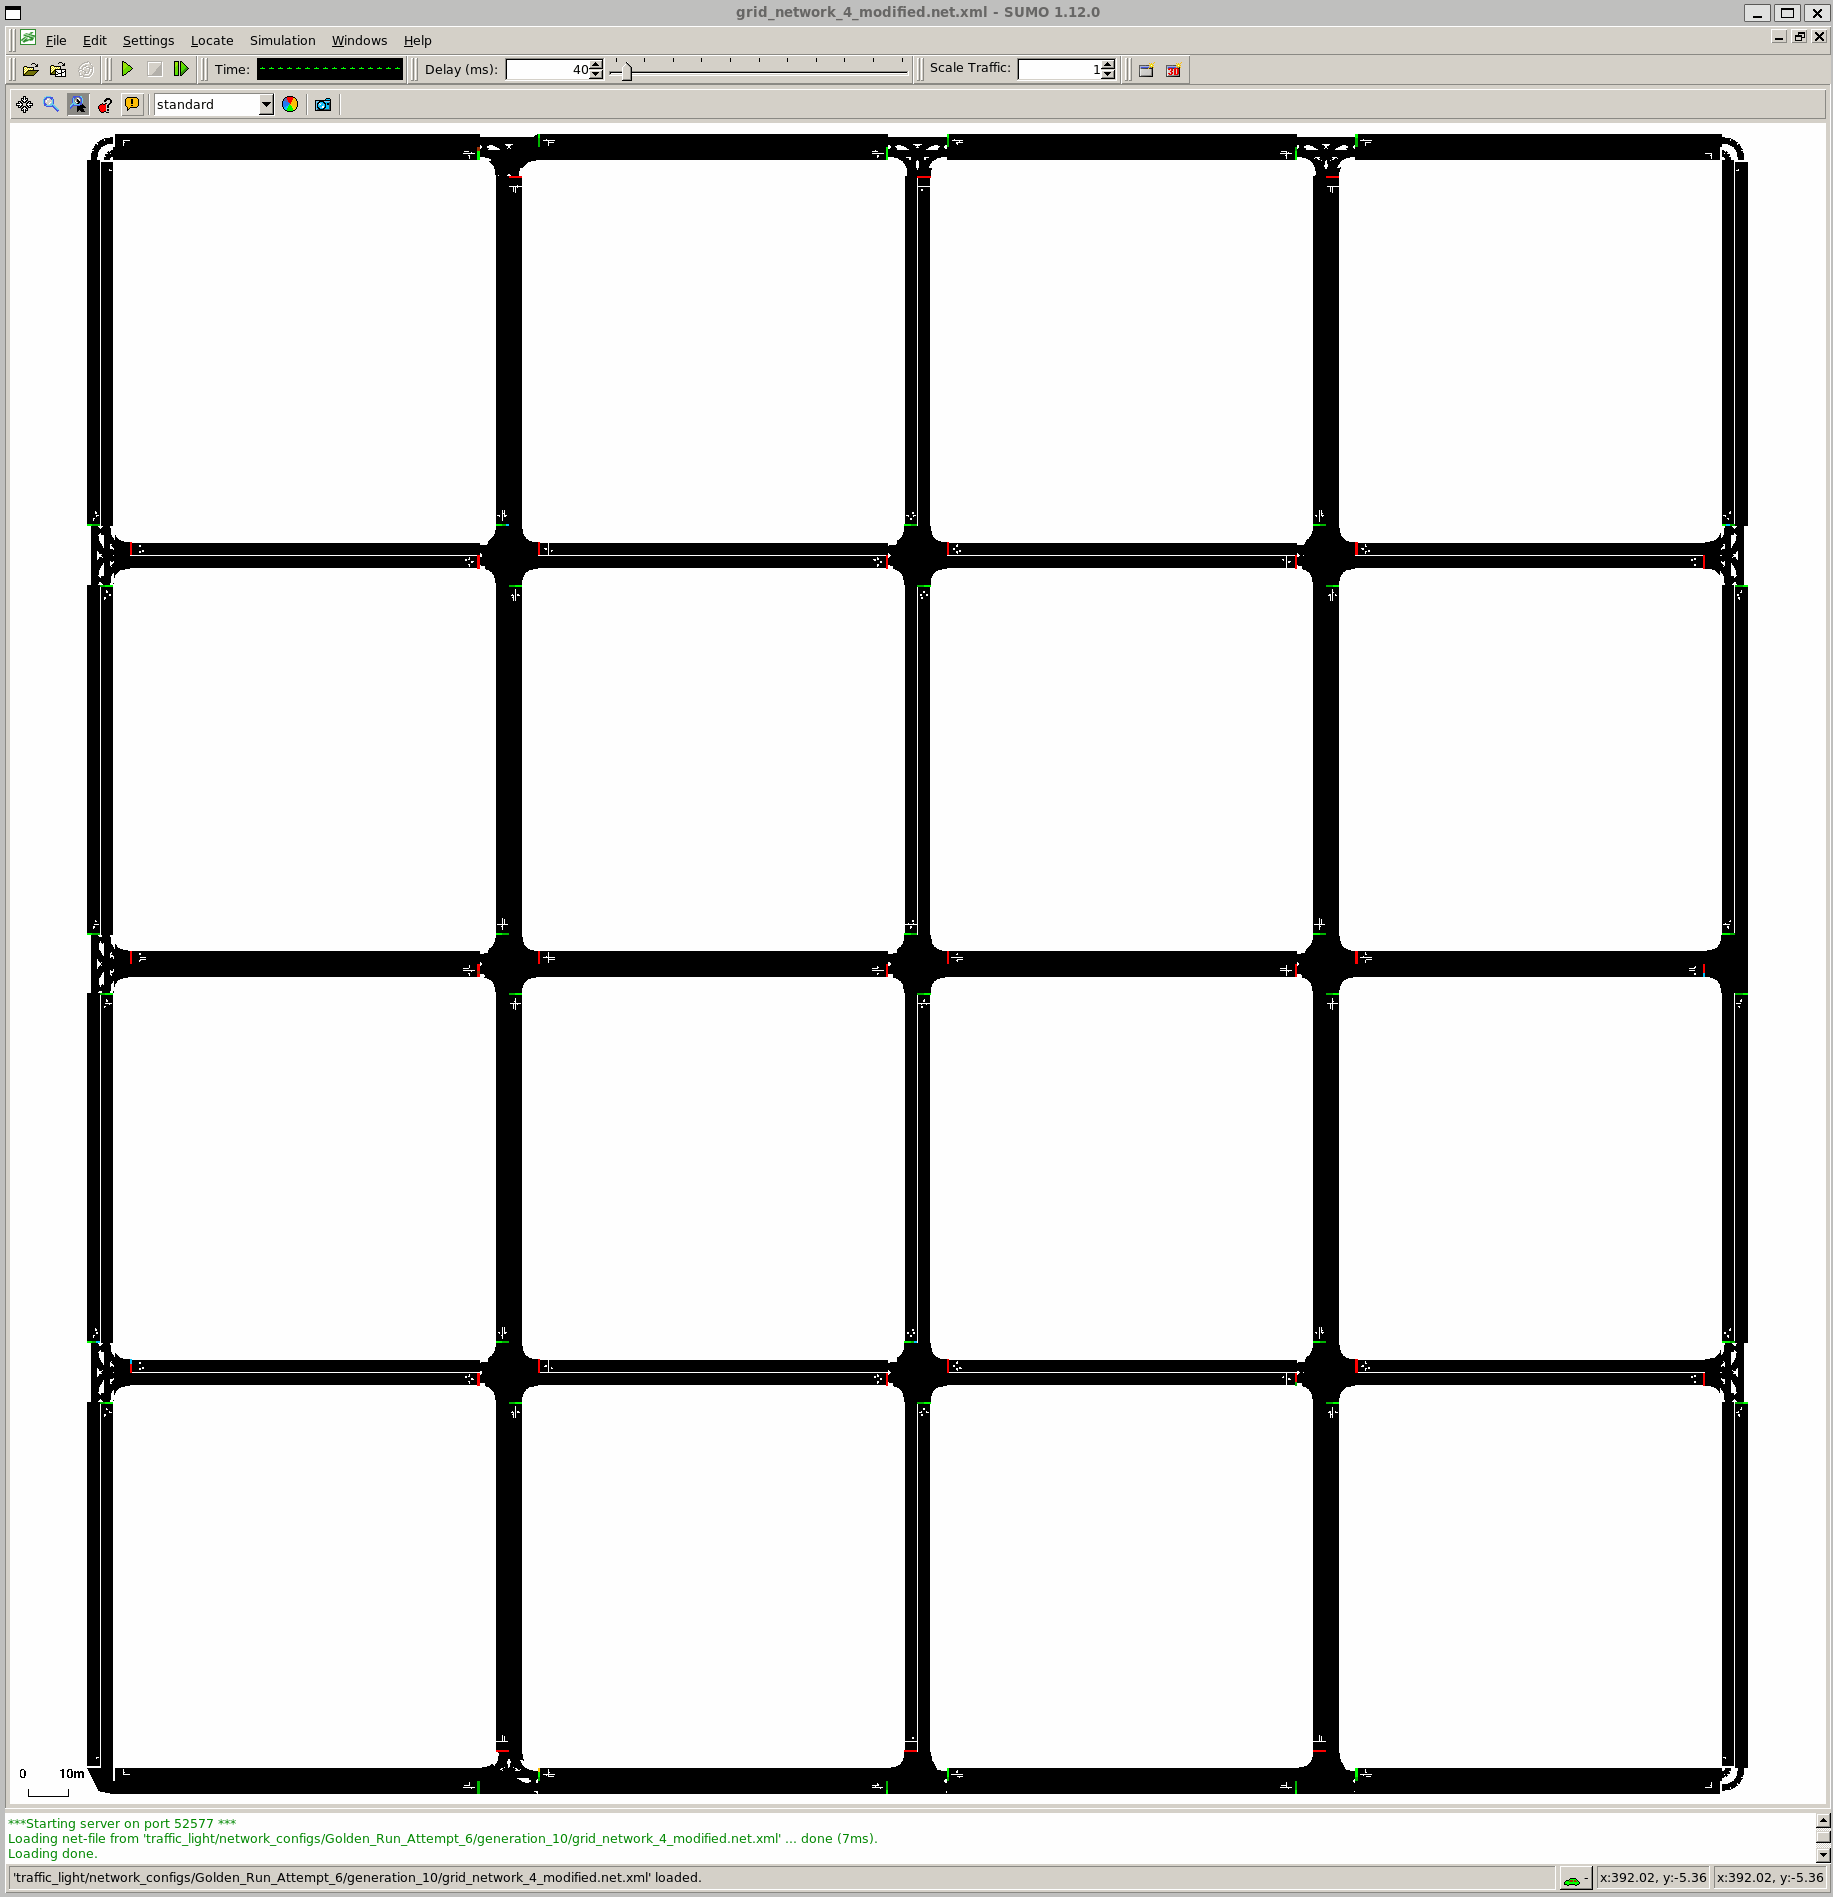 grid_network_4_modified.net.xml - SUMO 1.12.0
File Edit Settings Locate Simulation Windows Help
Time: Delay (ms): 40 Scale Traffic: 1
standard
0 10m
***Starting server on port 52577 ***
Loading net-file from 'traffic_light/network_configs/Golden_Run_Attempt_6/generation_10/grid_network_4_modified.net.xml' ... done (7ms).
Loading done.
'traffic_light/network_configs/Golden_Run_Attempt_6/generation_10/grid_network_4_modified.net.xml' loaded. - x:392.02, y:-5.36 x:392.02, y:-5.36